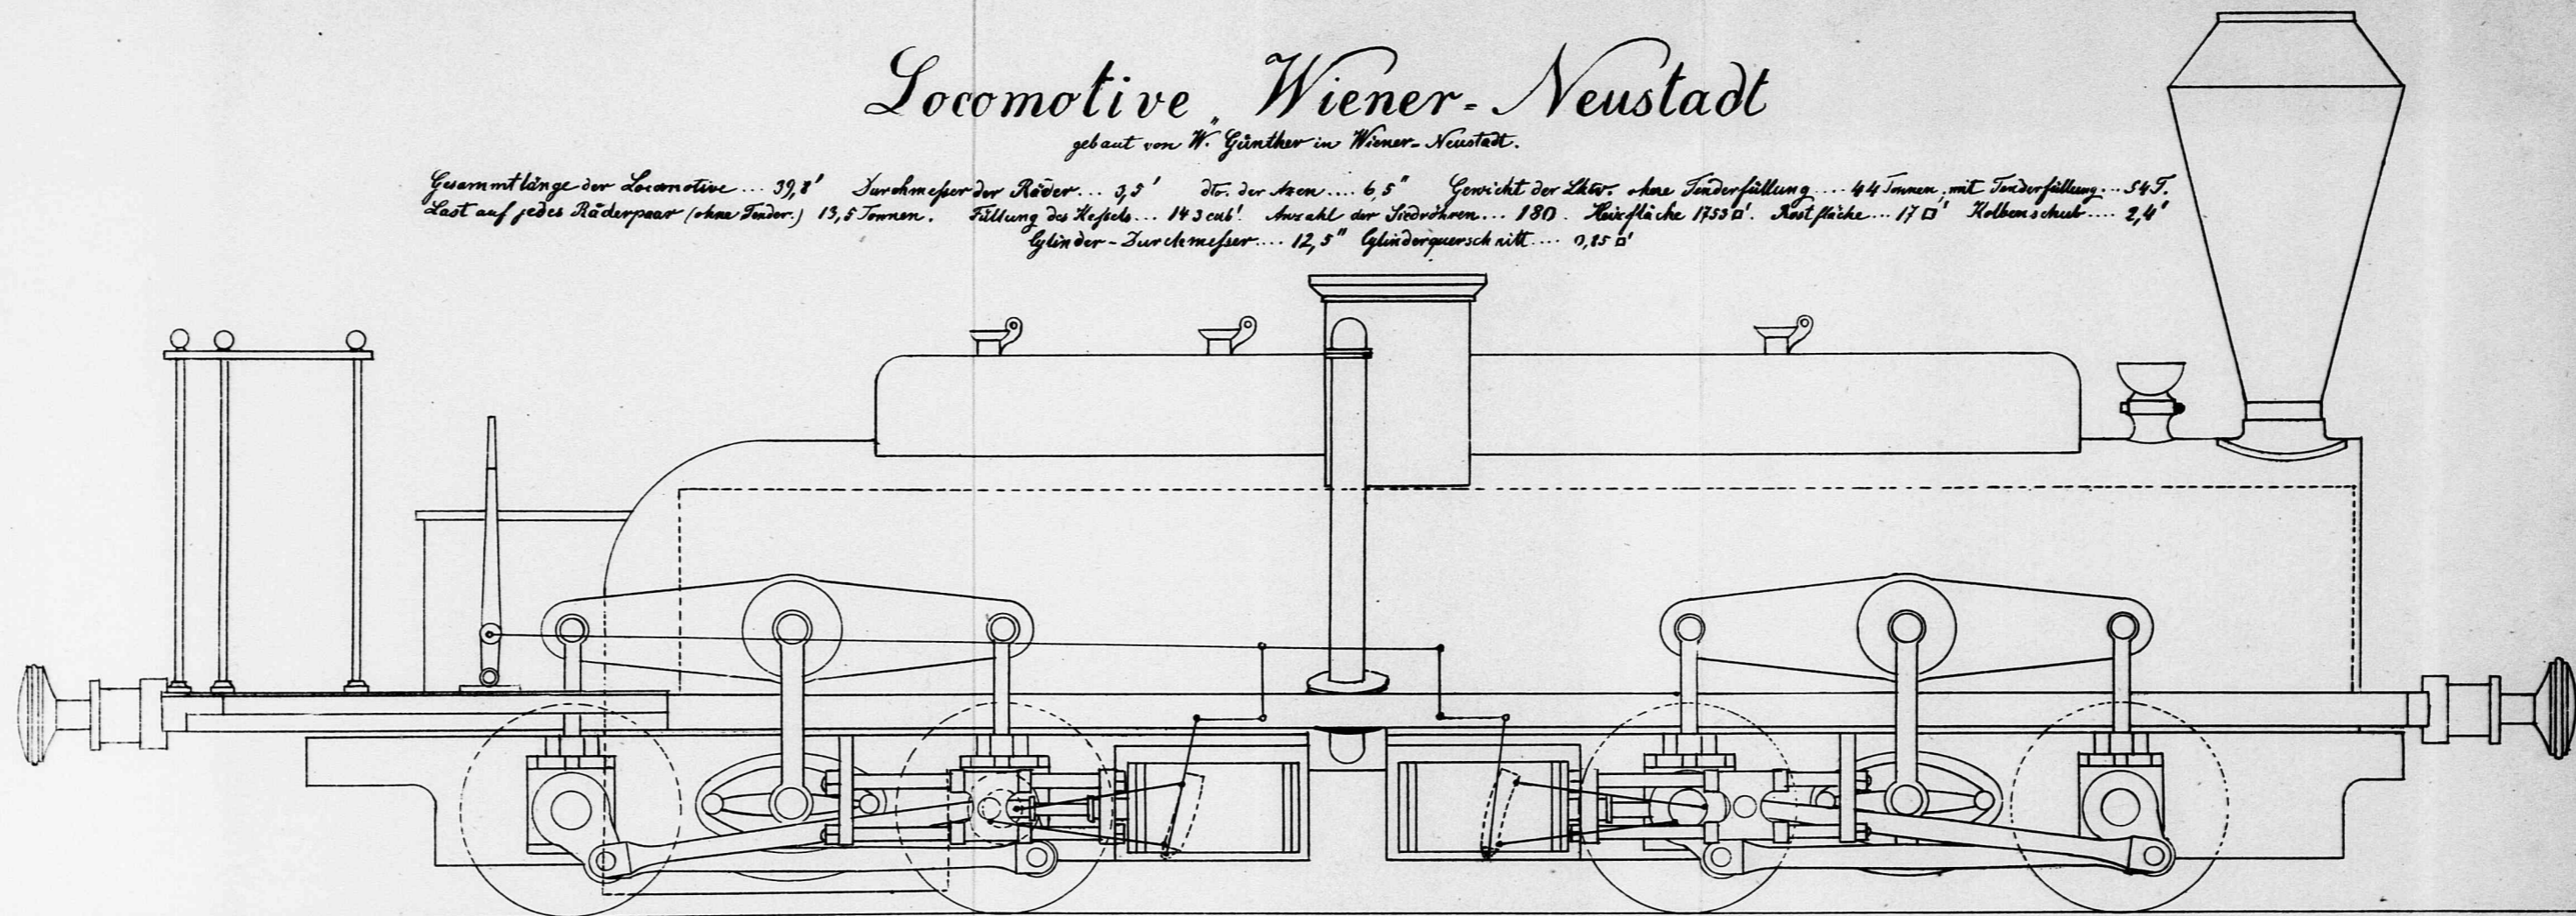 Locomotive „Wiener-Neustadt
gebaut von W. Günther in Wiener-Neustadt.
Gesammtlänge der Locomotive .... 39,8' Durchmeßer der Räder ... 3,5' dto. der Axen .... 6,5" Gewicht der Lktv. ohne Tenderfüllung .... 44 Tonnen, mit Tenderfüllung ... 54 T.
Last auf jedes Räderpaar (ohne Tender.) 13,5 Tonnen. Füllung des Keßels ... 143 cub'. Anzahl der Siedröhren ... 180. Heizfläche 1753 □'. Rostfläche ... 17 □' Kolbenschub .... 2,4'
Cylinder-Durchmeßer .... 12,5" Cylinderquerschnitt .... 0,85 □'